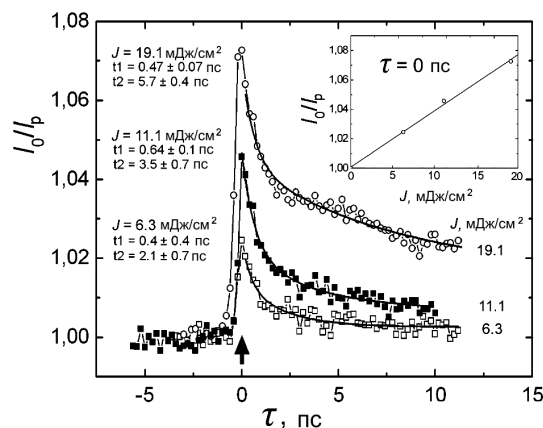 J = 19.1 мДж/см²
t1 = 0.47 ± 0.07 пс
t2 = 5.7 ± 0.4 пс
J = 11.1 мДж/см²
t1 = 0.64 ± 0.1 пс
t2 = 3.5 ± 0.7 пс
J = 6.3 мДж/см²
t1 = 0.4 ± 0.4 пс
t2 = 2.1 ± 0.7 пс
I₀/Iₚ
1,08
1,06
1,04
1,02
1,00
-5
0
5
10
15
τ, пс
τ = 0 пс
I₀/Iₚ
1,08
1,06
1,04
1,02
1,00
0
5
10
15
20
J, мДж/см²
J, мДж/см²
19.1
11.1
6.3